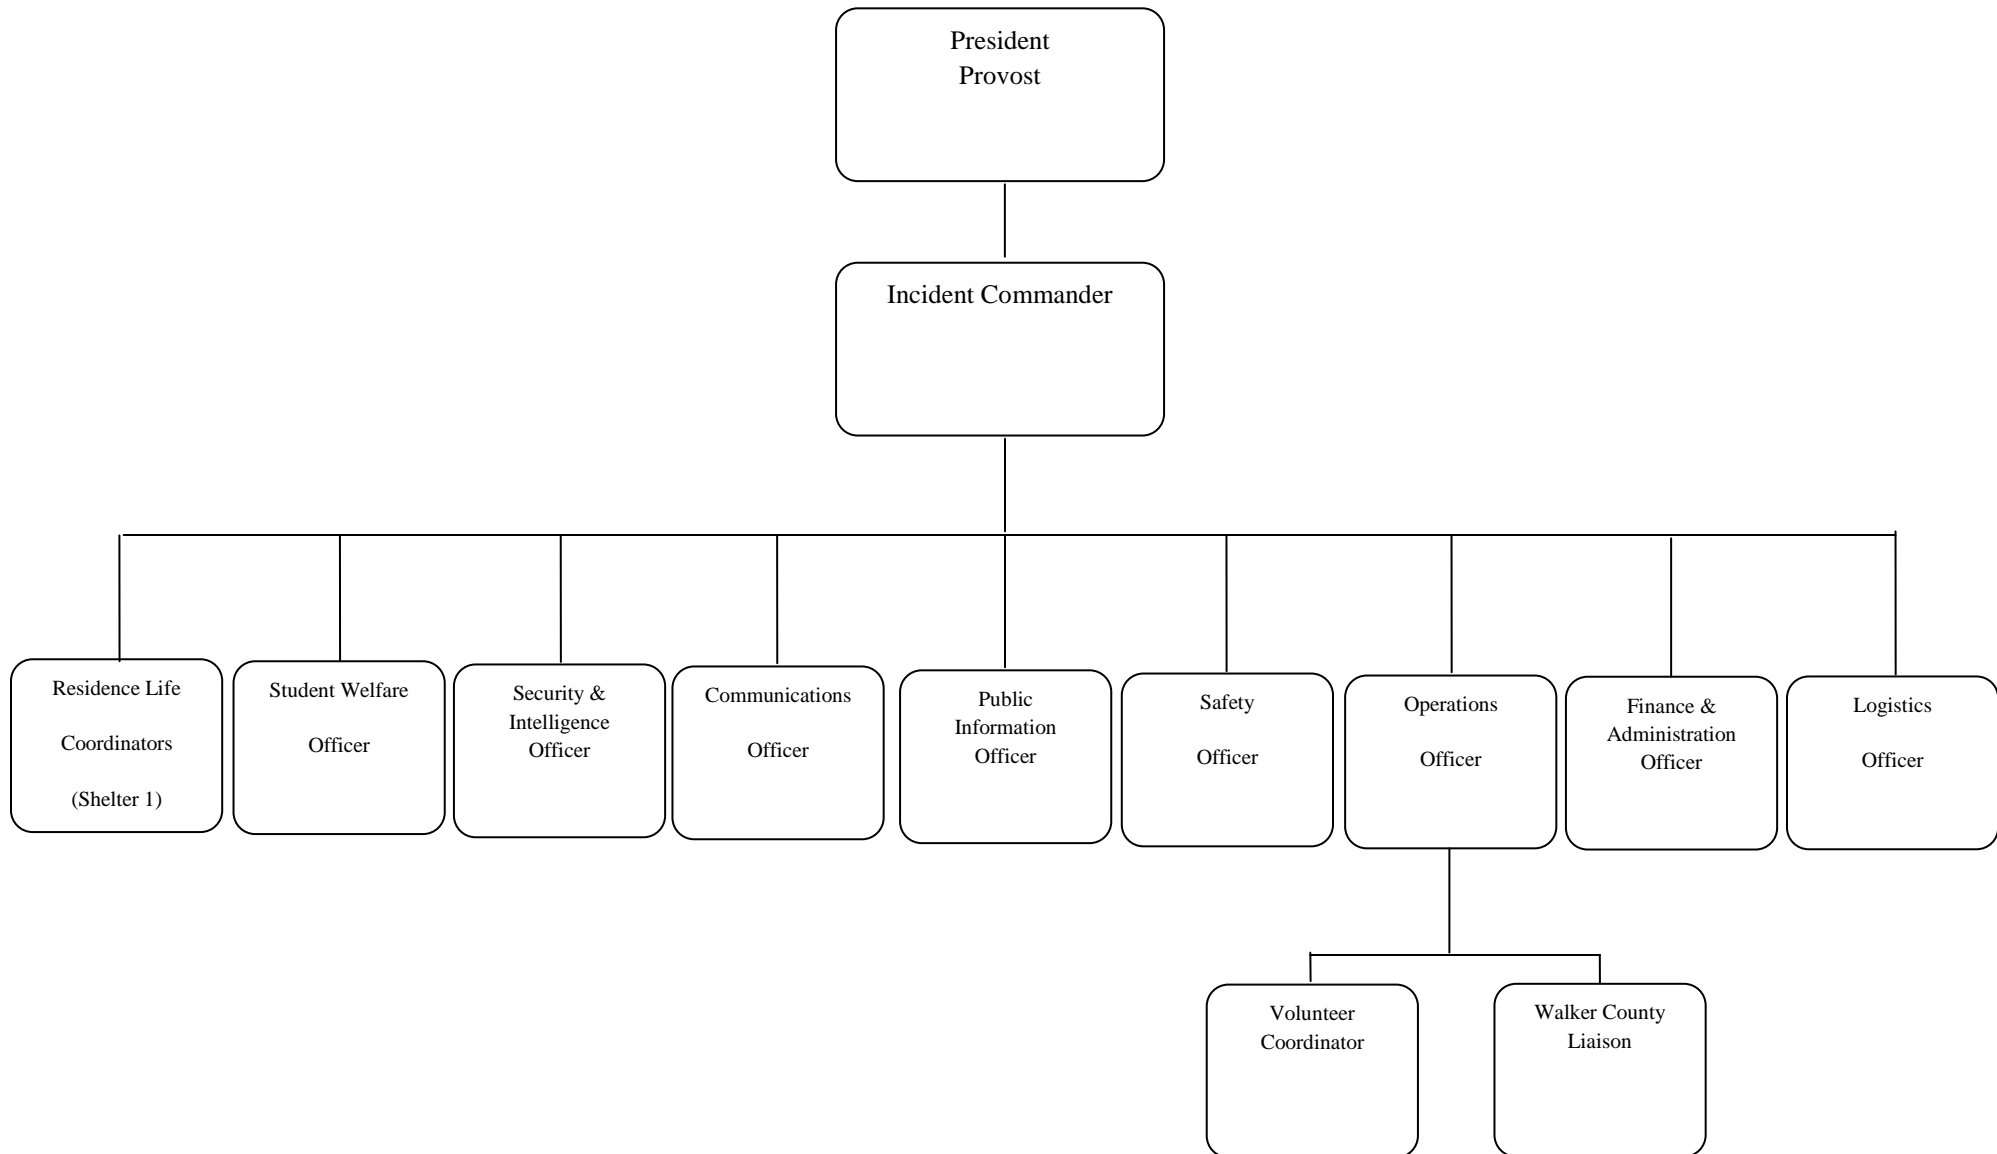 President
Provost
Incident Commander
Residence Life
Coordinators
(Shelter 1)
Student Welfare
Officer
Security &
Intelligence
Officer
Communications
Officer
Public
Information
Officer
Safety
Officer
Operations
Officer
Finance &
Administration
Officer
Logistics
Officer
Volunteer
Coordinator
Walker County
Liaison